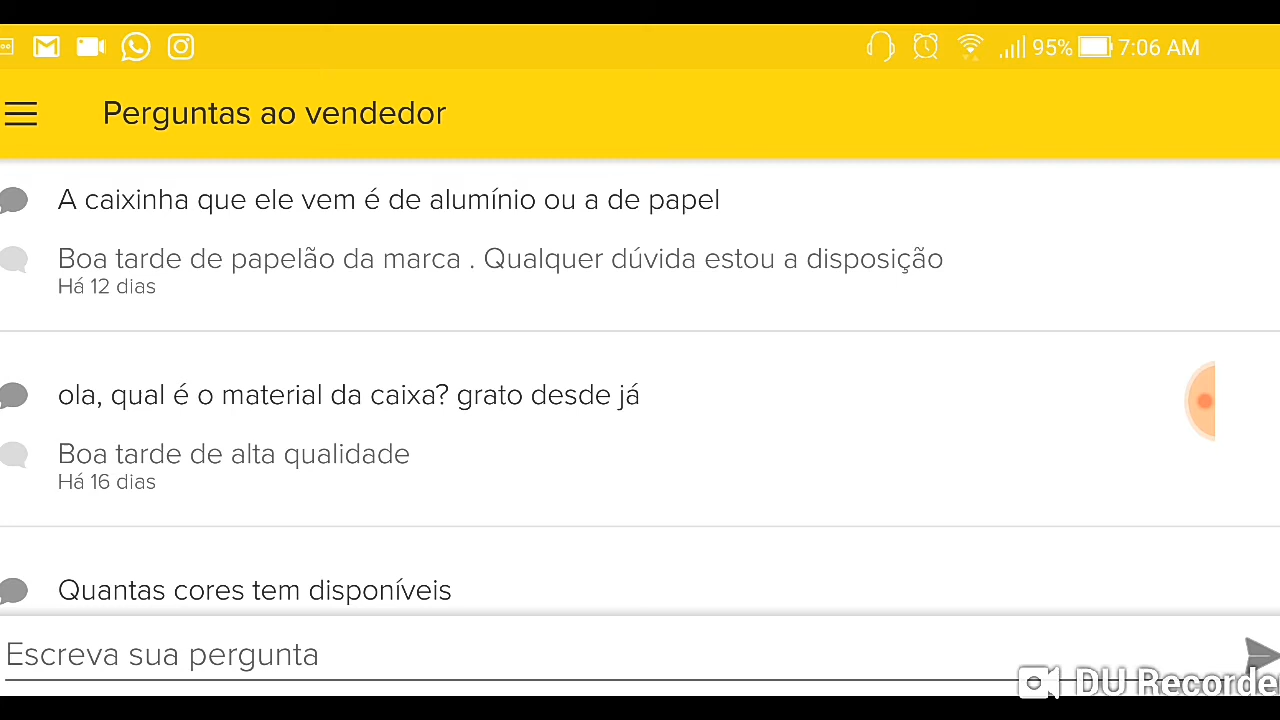 95% 7:06 AM
Perguntas ao vendedor
A caixinha que ele vem é de alumínio ou a de papel
Boa tarde de papelão da marca . Qualquer dúvida estou a disposição
Há 12 dias
ola, qual é o material da caixa? grato desde já
Boa tarde de alta qualidade
Há 16 dias
Quantas cores tem disponíveis
Escreva sua pergunta
DU Recorde